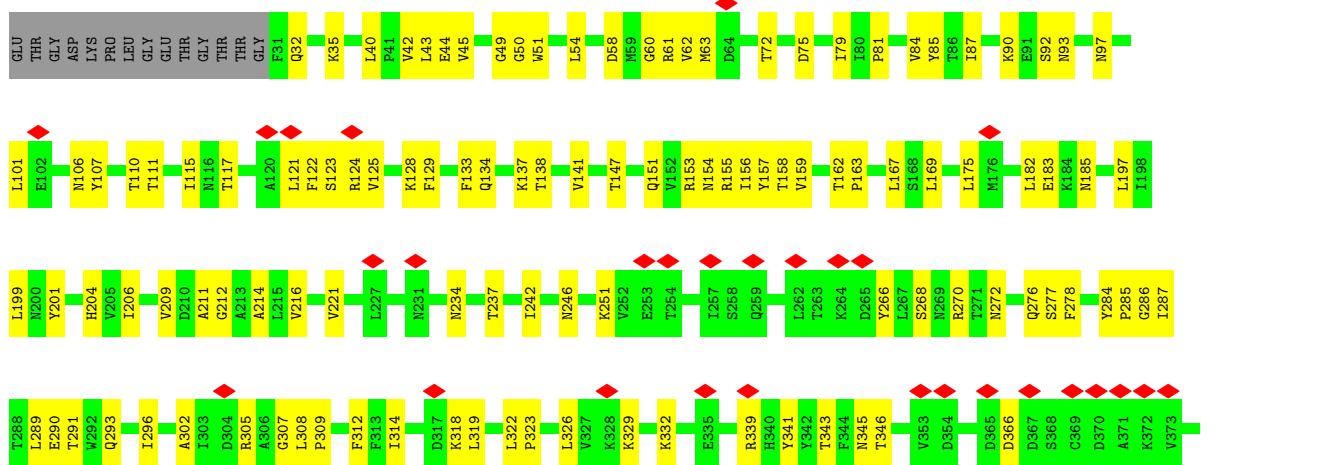 GLU THR GLY ASP LYS PRO LEU GLY GLU THR GLY THR THR GLY F31 Q32 K35 L40 P41 V42 L43 E44 V45 G49 G50 W51 L54 D58 M59 G60 R61 V62 M63 D64 T72 D75 I79 I80 P81 V84 Y85 T86 I87 K90 E91 S92 N93 N97
L101 E102 N106 Y107 T110 T111 I115 N116 T117 A120 L121 F122 S123 R124 V125 K128 F129 F133 Q134 K137 T138 V141 T147 Q151 V152 R153 N154 R155 I156 Y157 T158 V159 T162 P163 L167 S168 L169 L175 M176 L182 E183 K184 N185 L197 I198
L199 N200 Y201 H204 V205 I206 V209 D210 A211 G212 A213 A214 L215 V216 V221 L227 N231 N234 T237 I242 N246 K251 V252 E253 T254 I257 S258 Q259 L262 T263 K264 D265 Y266 L267 S268 N269 R270 T271 N272 Q276 S277 F278 Y284 P285 G286 I287
T288 L289 E290 T291 W292 Q293 I296 A302 I303 D304 R305 A306 G307 L308 P309 F312 F313 I314 D317 K318 L319 L322 P323 L326 V327 K328 K329 K332 E335 R339 H340 Y341 Y342 T343 F344 N345 T346 V353 D354 D365 D366 D367 S368 C369 D370 A371 K372 V373